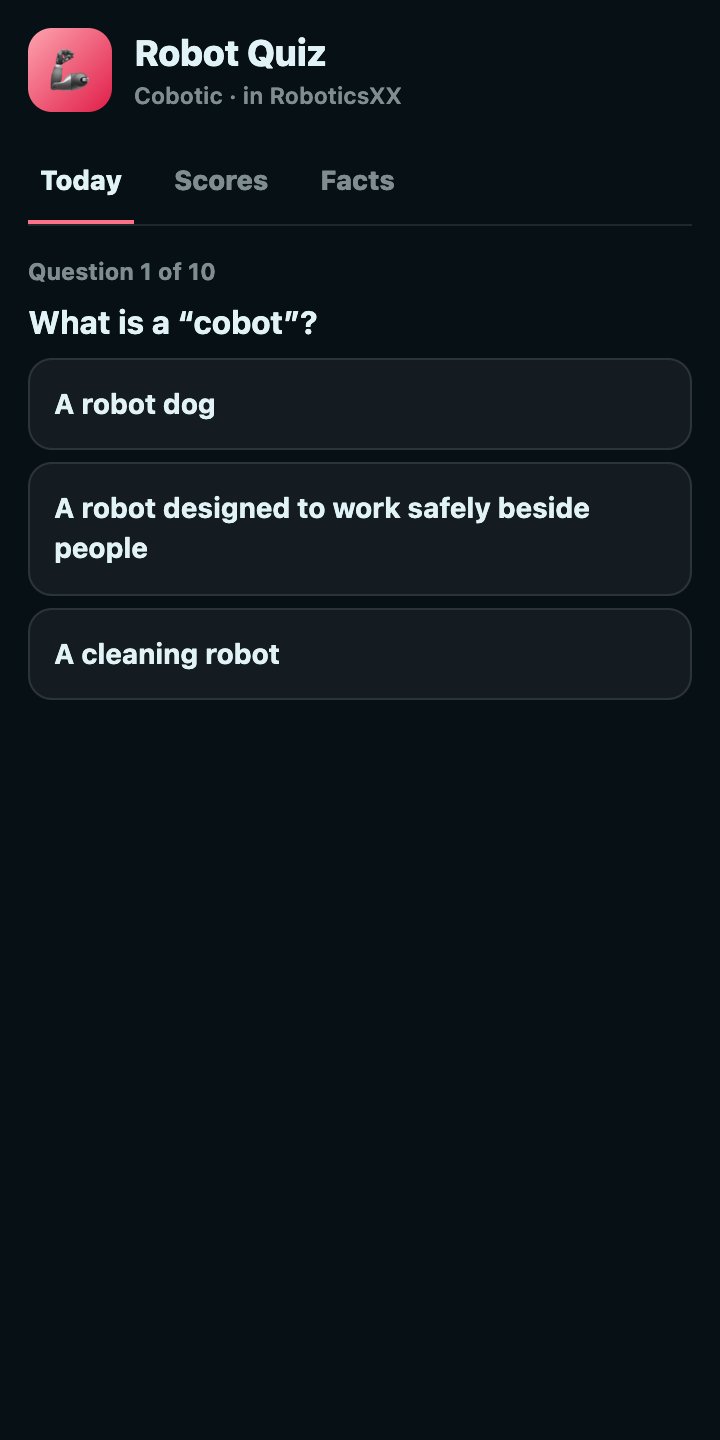 Robot Quiz
Cobotic · in RoboticsXX
Today Scores Facts
Question 1 of 10
What is a “cobot”?
A robot dog
A robot designed to work safely beside
people
A cleaning robot